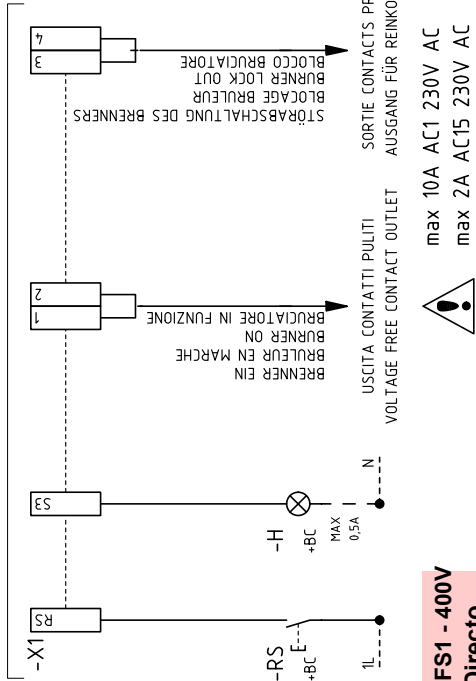 -X1
RS
S3
1
2
3
4
-RS
E
+BC
1L
-H
+BC
MAX
0,5A
N
BRUCIATORE IN FUNZIONE
BURNER ON
BRULEUR EN MARCHE
BRENNER EIN
USCITA CONTATTI PULITI
VOLTAGE FREE CONTACT OUTLET
BLOCCO BRUCIATORE
BURNER LOCK OUT
BLOCAGE BRULEUR
STÖRABSCHALTUNG DES BRENNERS
SORTIE CONTACTS PR
AUSGANG FÜR REINKO
max 10A AC1 230V AC
max 2A AC15 230V AC
FS1 - 400V
Directo